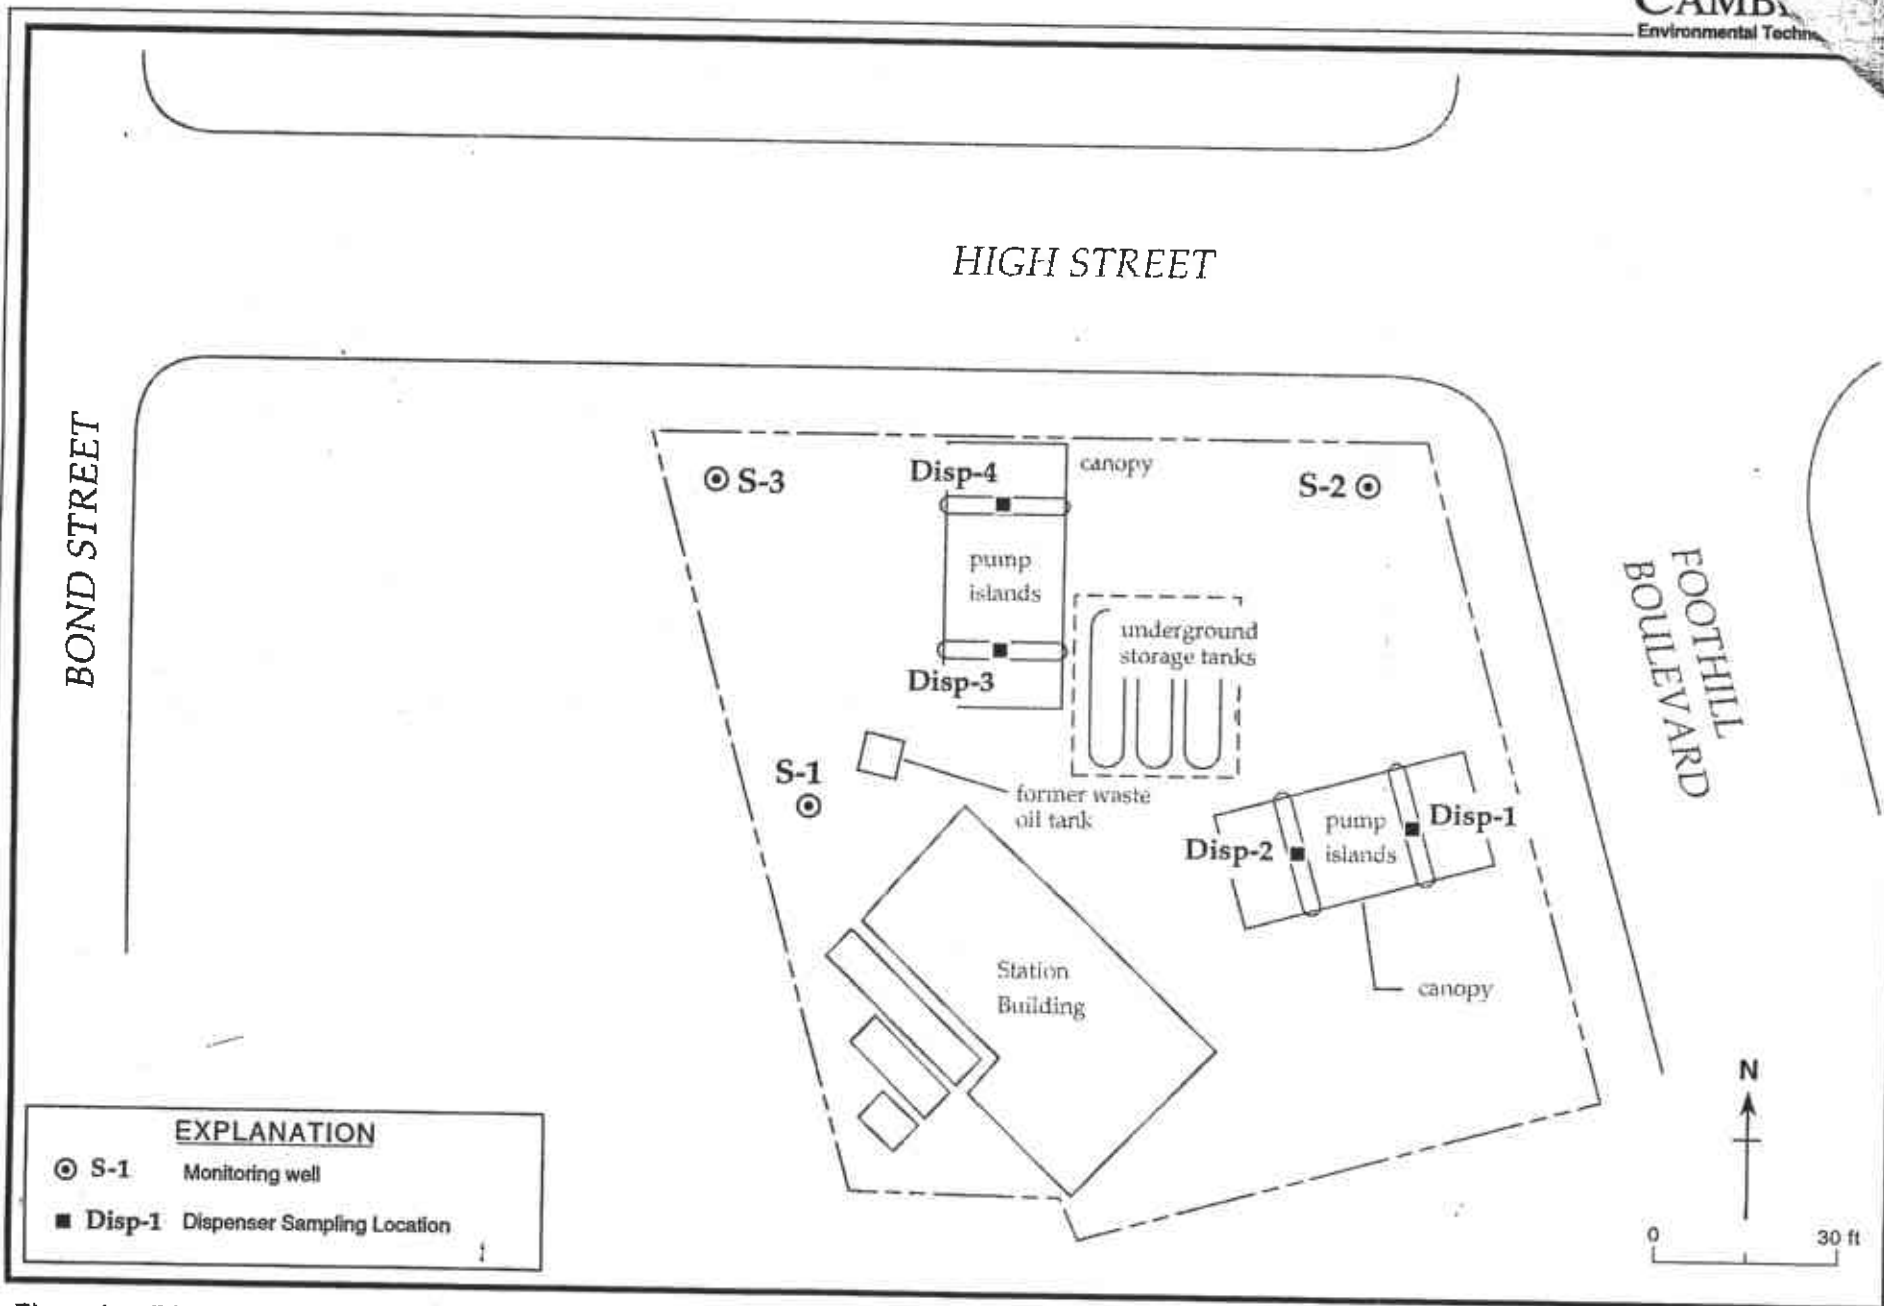 Environmental
HIGH STREET
BOND STREET
FOOTHILL
BOULEVARD
S-3
Disp-4
canopy
S-2
pump
islands
underground
storage tanks
Disp-3
S-1
former waste
oil tank
pump
islands
Disp-1
Disp-2
Station
Building
canopy
N
0 30 ft
EXPLANATION
S-1 Monitoring well
Disp-1 Dispenser Sampling Location